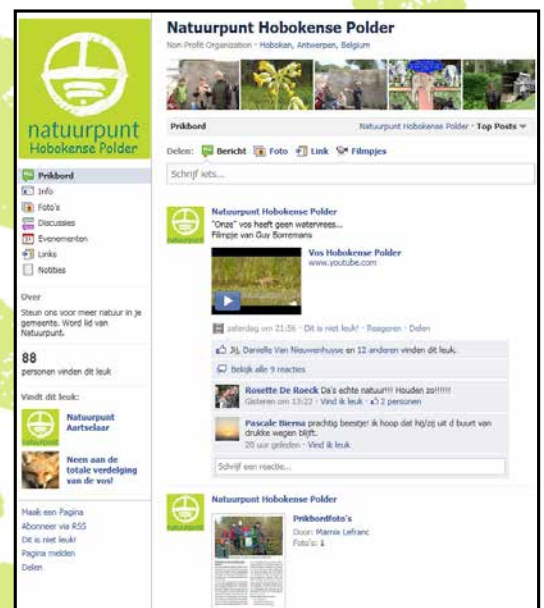 natuurpunt
Hobokense Polder
Prikbord
Info
Foto's
Discussies
Evenementen
Links
Notities
Over
Steun ons voor meer natuur in je
gemeente. Word lid van
Natuurpunt.
88
personen vinden dit leuk
Vindt dit leuk:
Natuurpunt
Aartselaar
Neen aan de
totale verdelging
van de vos!
Maak een Pagina
Abonneer via RSS
Dit is niet leuk!
Pagina melden
Delen
Natuurpunt Hobokense Polder
Non-Profit Organization · Hoboken, Antwerpen, Belgium
Prikbord
Natuurpunt Hobokense Polder · Top Posts
Delen: Bericht Foto Link Filmpjes
Schrijf iets...
Natuurpunt Hobokense Polder
"Onze" vos heeft geen watervrees...
Filmpje van Guy Borremans
Vos Hobokense Polder
www.youtube.com
zaterdag om 21:56 · Dit is niet leuk! · Reageren · Delen
Jij, Danielle Van Nieuwenhuyse en 12 anderen vinden dit leuk.
Bekijk alle 9 reacties
Rosette De Roeck Da's echte natuur!!! Houden zo!!!!!!
Gisteren om 13:22 · Vind ik leuk · 2 personen
Pascale Bierna prachtig beestje! ik hoop dat hij/zij uit d buurt van
drukke wegen blijft.
20 uur geleden · Vind ik leuk
Schrijf een reactie...
Natuurpunt Hobokense Polder
Prikbordfoto's
Door: Marnix Lefranc
Foto's: 1